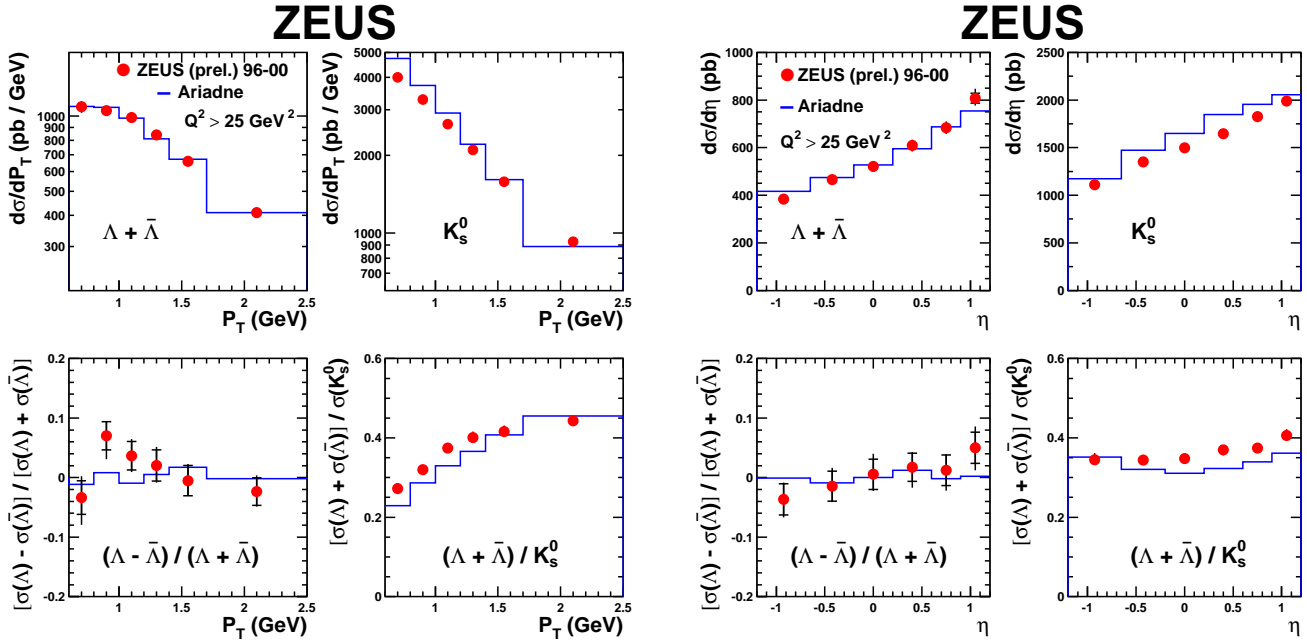 ZEUS
ZEUS
dσ/dP_T (pb / GeV)
1000
900
800
700
600
500
400
300
ZEUS (prel.) 96-00
Ariadne
Q² > 25 GeV²
Λ + Λ̄
1 1.5 2 2.5
P_T (GeV)
dσ/dP_T (pb / GeV)
5000
4000
3000
2000
1000
900
800
700
600
K⁰_s
1 1.5 2 2.5
P_T (GeV)
dσ/dη (pb)
1000
800
600
400
200
0
ZEUS (prel.) 96-00
Ariadne
Q² > 25 GeV²
Λ + Λ̄
-1 -0.5 0 0.5 1
η
dσ/dη (pb)
2500
2000
1500
1000
500
0
K⁰_s
-1 -0.5 0 0.5 1
η
[σ(Λ) - σ(Λ̄)] / [σ(Λ) + σ(Λ̄)]
0.2
0.1
0
-0.1
-0.2
(Λ - Λ̄) / (Λ + Λ̄)
1 1.5 2 2.5
P_T (GeV)
[σ(Λ) + σ(Λ̄)] / σ(K⁰_s)
0.6
0.4
0.2
0
(Λ + Λ̄) / K⁰_s
1 1.5 2 2.5
P_T (GeV)
[σ(Λ) - σ(Λ̄)] / [σ(Λ) + σ(Λ̄)]
0.2
0.1
0
-0.1
-0.2
(Λ - Λ̄) / (Λ + Λ̄)
-1 -0.5 0 0.5 1
η
[σ(Λ) + σ(Λ̄)] / σ(K⁰_s)
0.6
0.4
0.2
0
(Λ + Λ̄) / K⁰_s
-1 -0.5 0 0.5 1
η